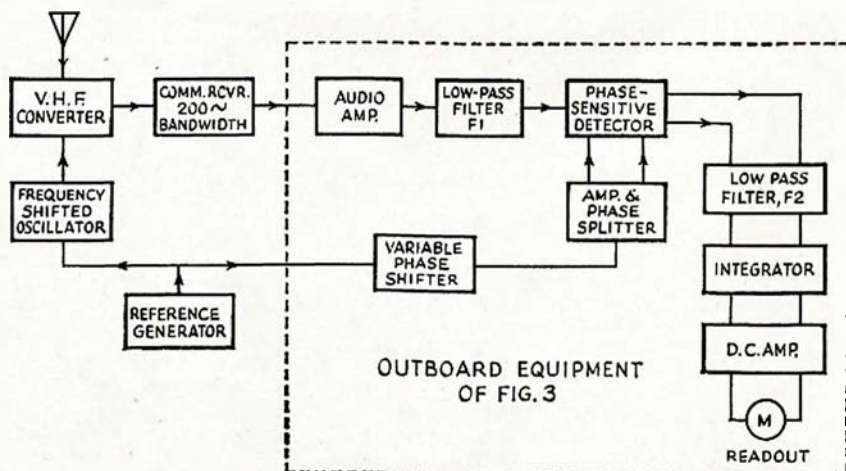 V.H.F.
CONVERTER
COMM. RCVR.
200~
BANDWIDTH
AUDIO
AMP.
LOW-PASS
FILTER
F1
PHASE-
SENSITIVE
DETECTOR
FREQUENCY
SHIFTED
OSCILLATOR
AMP. &
PHASE
SPLITTER
LOW PASS
FILTER, F2
VARIABLE
PHASE
SHIFTER
INTEGRATOR
REFERENCE
GENERATOR
D.C. AMP.
OUTBOARD EQUIPMENT
OF FIG. 3
M
READOUT